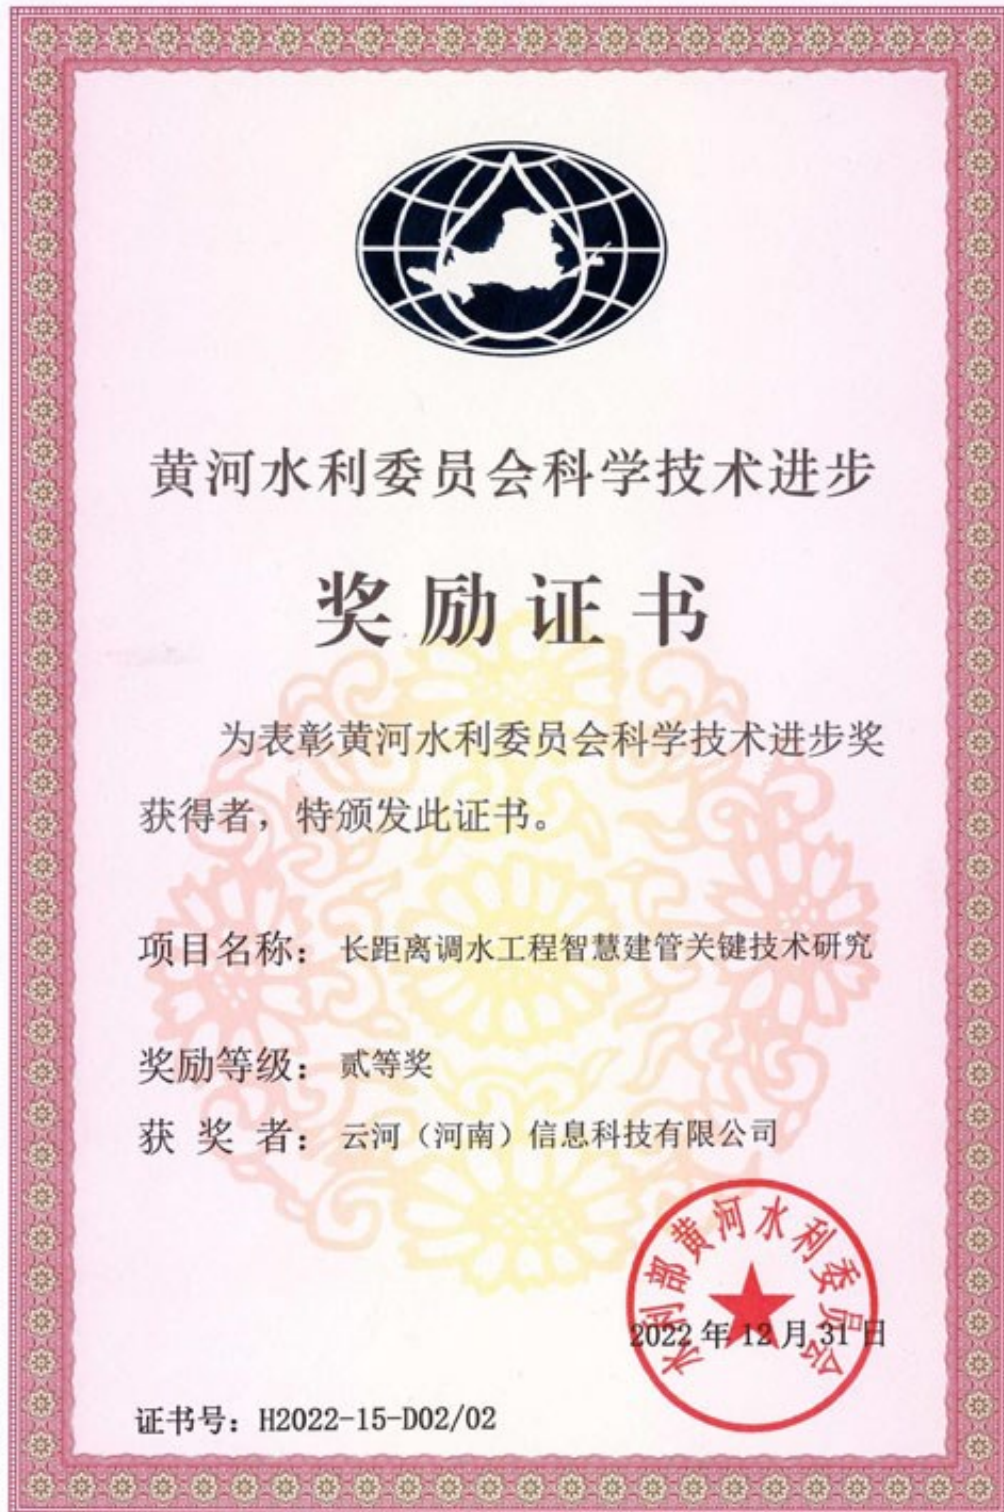 黄河水利委员会科学技术进步
奖励证书
为表彰黄河水利委员会科学技术进步奖
获得者，特颁发此证书。
项目名称：长距离调水工程智慧建管关键技术研究
奖励等级：贰等奖
获奖者：云河（河南）信息科技有限公司
水利部黄河水利委员会
2022年12月31日
证书号：H2022-15-D02/02